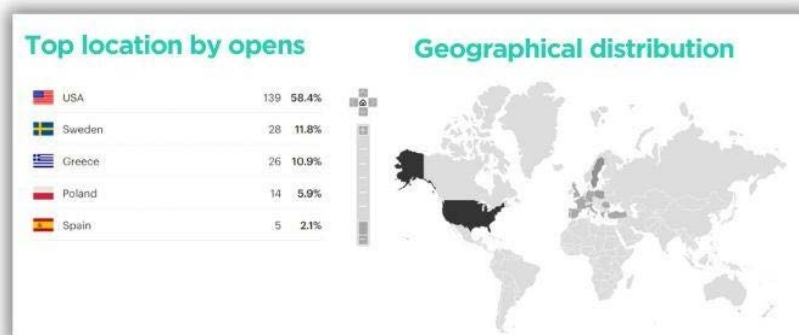 Top location by opens
Geographical distribution
USA 139 58.4%
Sweden 28 11.8%
Greece 26 10.9%
Poland 14 5.9%
Spain 5 2.1%